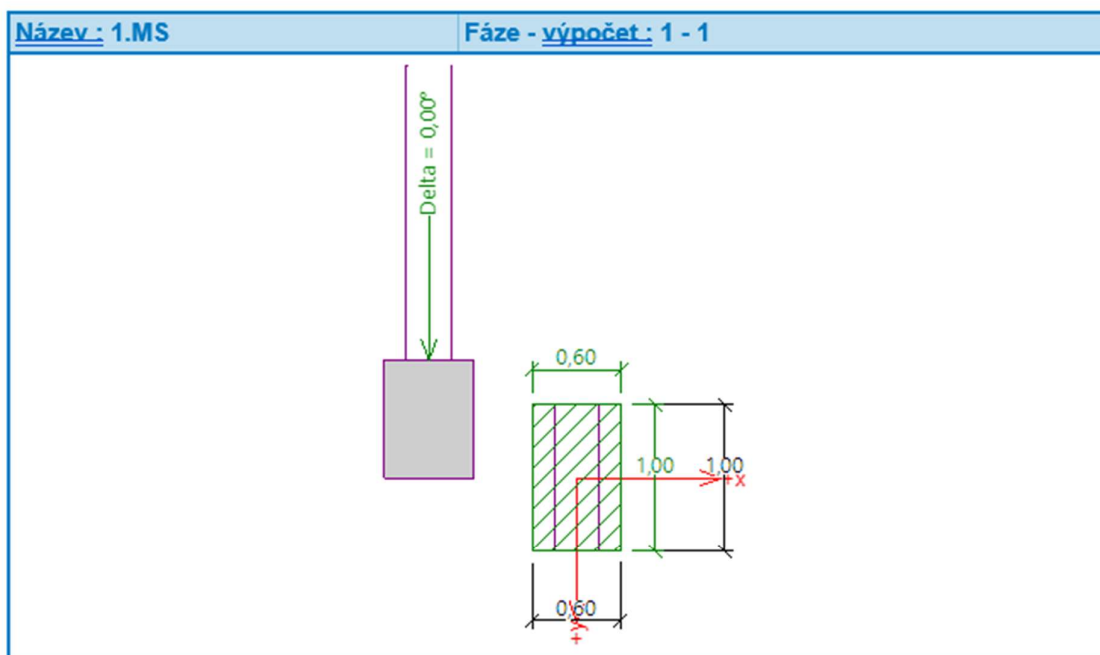 Název : 1.MS
Fáze - výpočet : 1 - 1
Delta = 0,00°
0,60
1,00
1,00
+x
0,60
+y